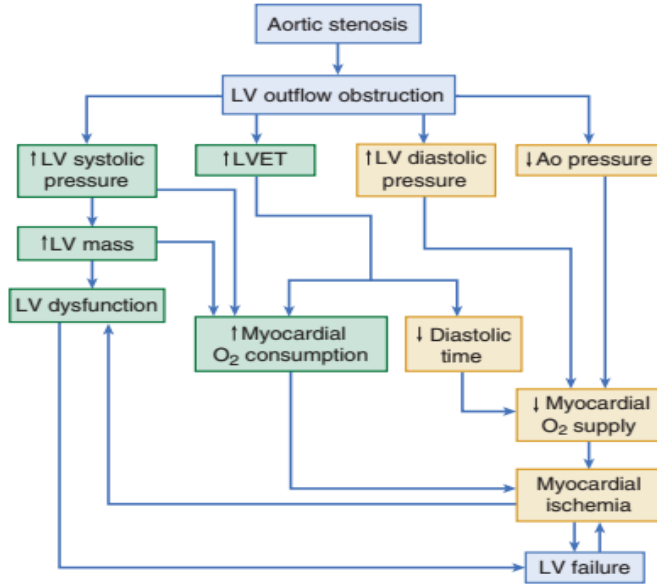 Aortic stenosis
LV outflow obstruction
↑LV systolic
pressure
↑LVET
↑LV diastolic
pressure
↓Ao pressure
↑LV mass
LV dysfunction
↑Myocardial
O₂ consumption
↓ Diastolic
time
↓ Myocardial
O₂ supply
Myocardial
ischemia
LV failure